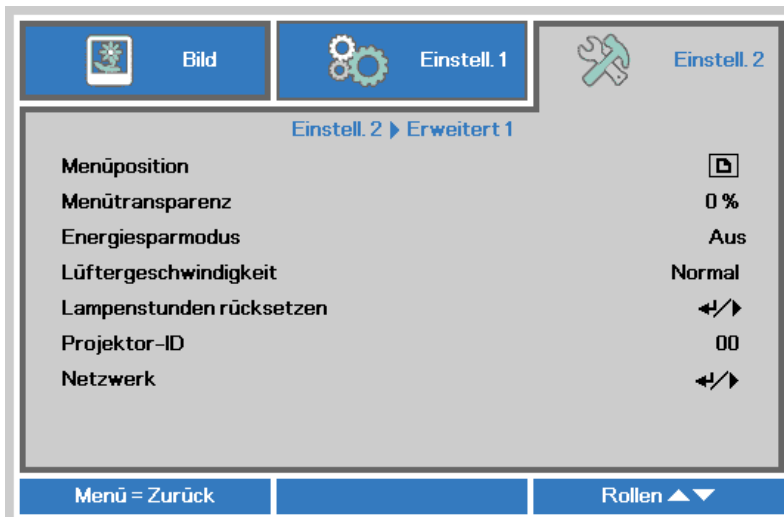 Bild
Einstell. 1
Einstell. 2
Einstell. 2 ▶ Erweitert 1
Menüposition
Menütransparenz 0 %
Energiesparmodus Aus
Lüftergeschwindigkeit Normal
Lampenstunden rücksetzen ↵/▶
Projektor-ID 00
Netzwerk ↵/▶
Menü = Zurück
Rollen ▲▼